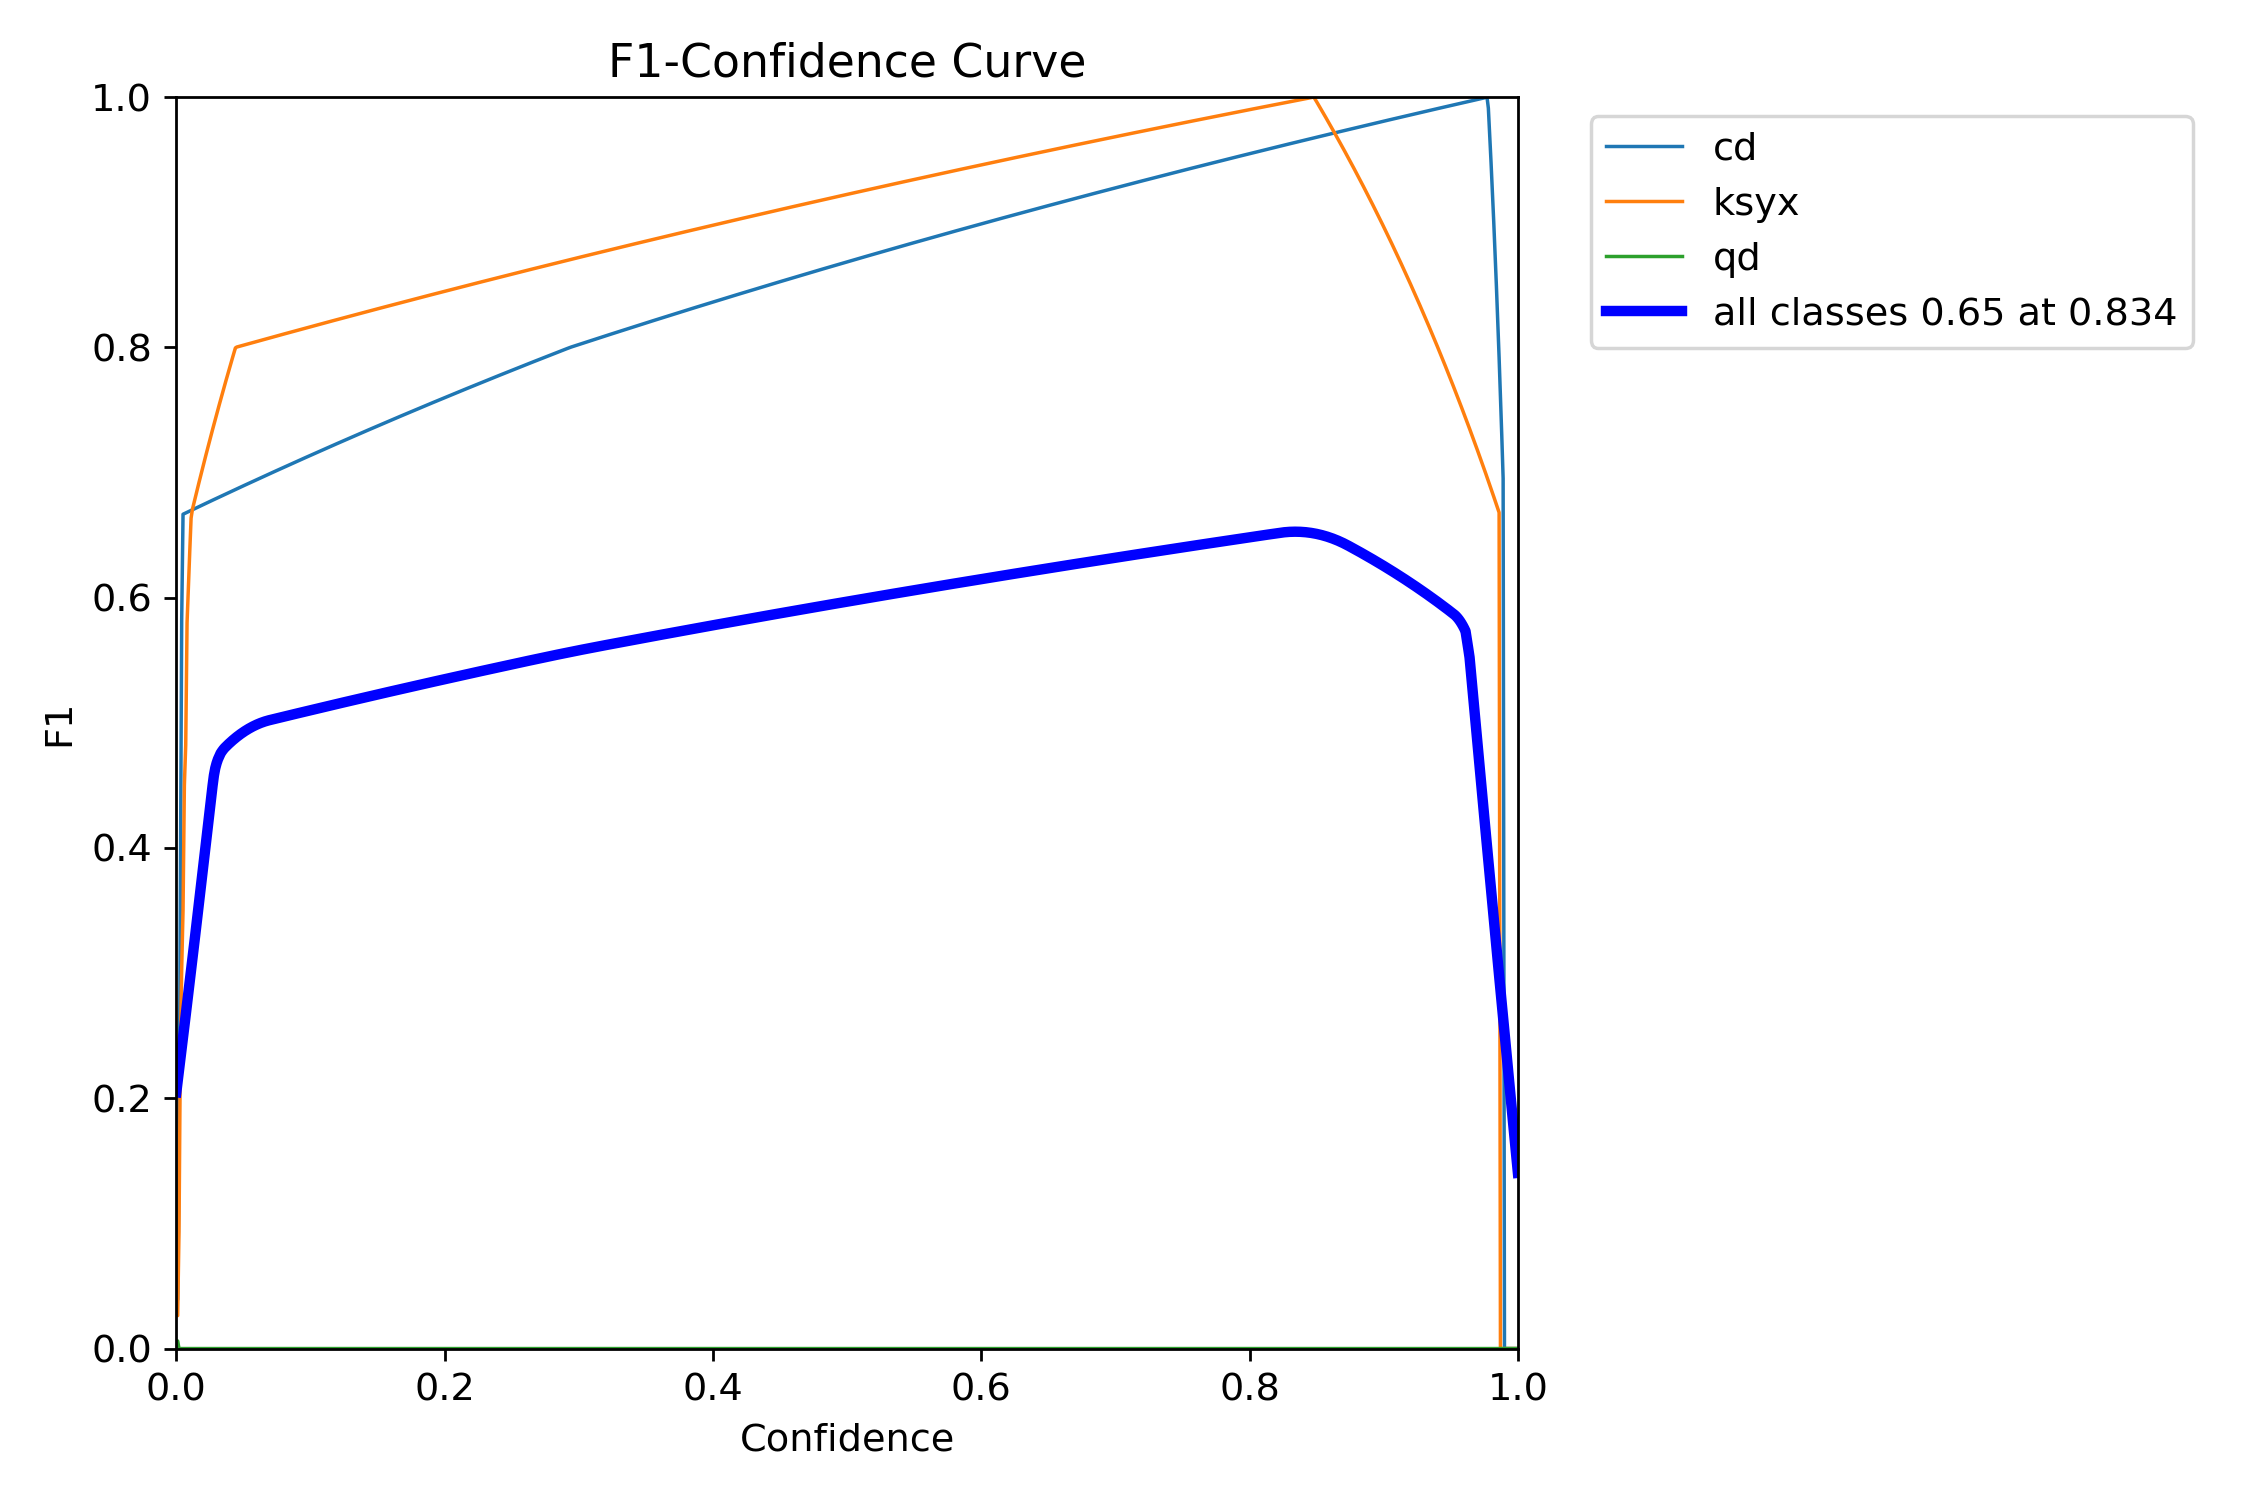 F1-Confidence Curve
1.0
0.8
0.6
0.4
0.2
0.0
F1
0.0 0.2 0.4 0.6 0.8 1.0
Confidence
cd
ksyx
qd
all classes 0.65 at 0.834